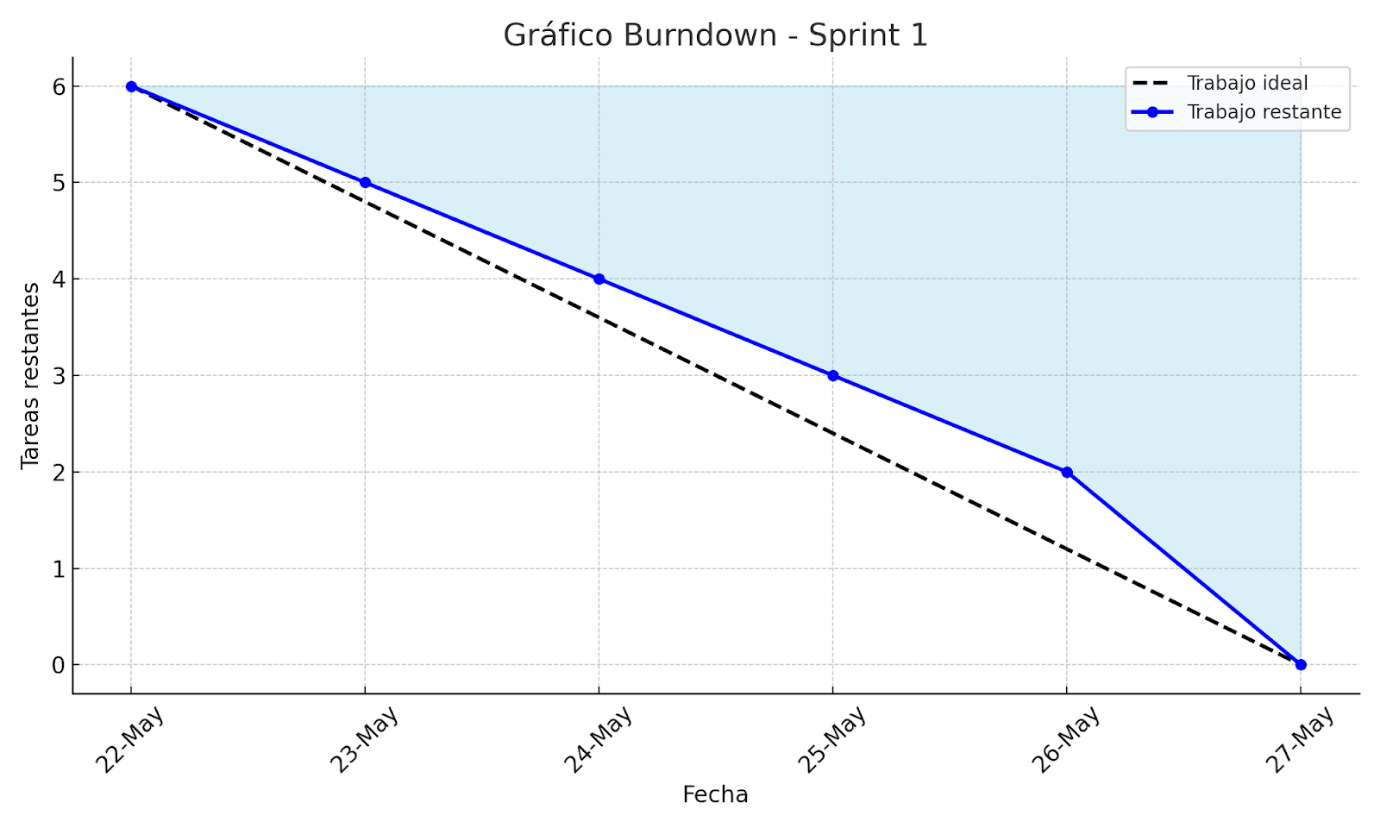 Gráfico Burndown - Sprint 1
Trabajo ideal
Trabajo restante
Tareas restantes
6
5
4
3
2
1
0
22-May
23-May
24-May
25-May
26-May
27-May
Fecha